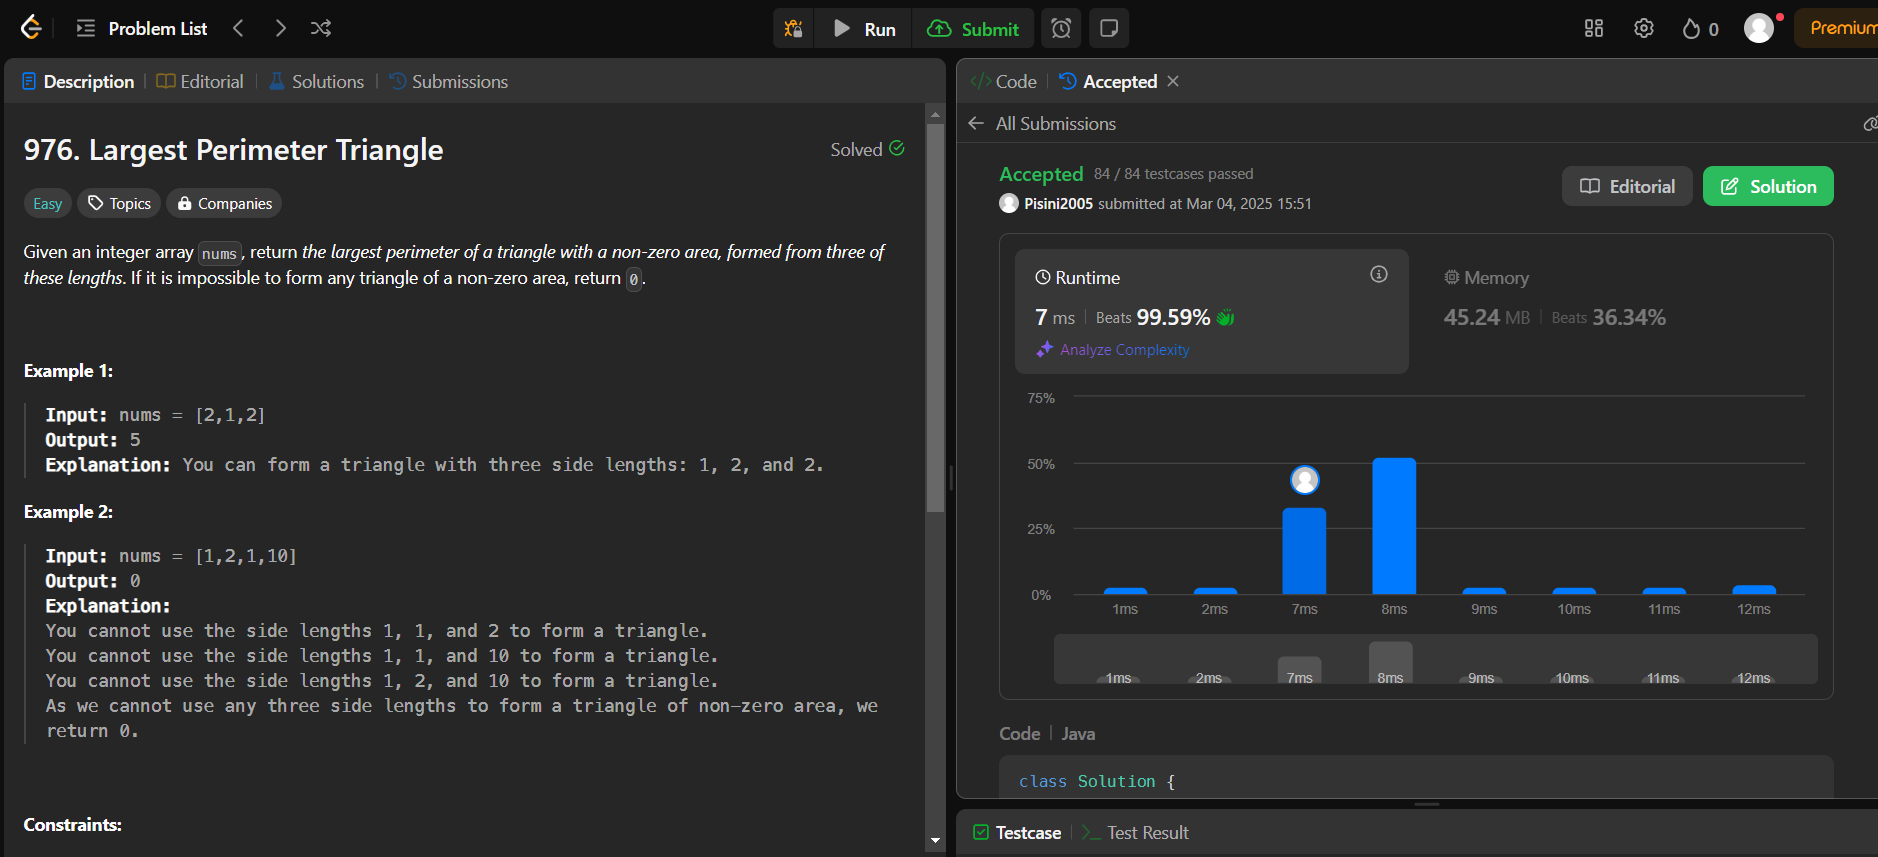 Problem List
Run
Submit
0
Premium
Description
Editorial
Solutions
Submissions
976. Largest Perimeter Triangle
Solved
Easy
Topics
Companies
Given an integer array nums, return the largest perimeter of a triangle with a non-zero area, formed from three of
these lengths. If it is impossible to form any triangle of a non-zero area, return 0.
Example 1:
Input: nums = [2,1,2]
Output: 5
Explanation: You can form a triangle with three side lengths: 1, 2, and 2.
Example 2:
Input: nums = [1,2,1,10]
Output: 0
Explanation:
You cannot use the side lengths 1, 1, and 2 to form a triangle.
You cannot use the side lengths 1, 1, and 10 to form a triangle.
You cannot use the side lengths 1, 2, and 10 to form a triangle.
As we cannot use any three side lengths to form a triangle of non-zero area, we
return 0.
Constraints:
Code
Accepted
All Submissions
Accepted 84 / 84 testcases passed
Pisini2005 submitted at Mar 04, 2025 15:51
Editorial
Solution
Runtime
7 ms Beats 99.59%
Analyze Complexity
Memory
45.24 MB Beats 36.34%
75%
50%
25%
0%
1ms 2ms 7ms 8ms 9ms 10ms 11ms 12ms
1ms 2ms 7ms 8ms 9ms 10ms 11ms 12ms
Code | Java
class Solution {
Testcase
>_ Test Result